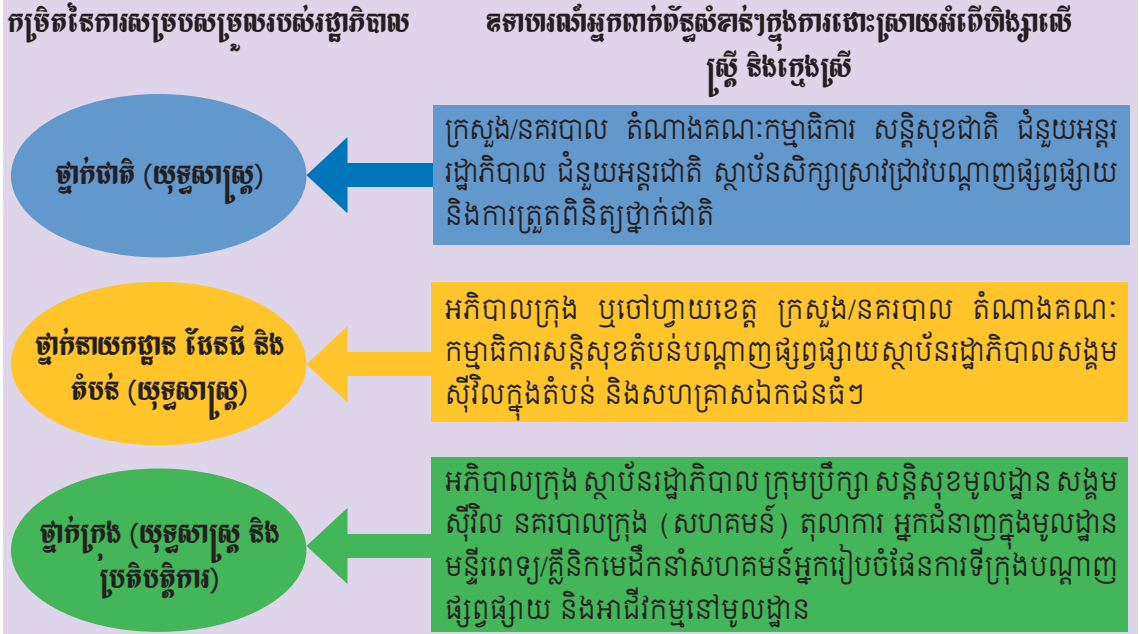 កម្រិតនៃការសម្របសម្រួលរបស់រដ្ឋាភិបាល
ឧទាហរណ៍អ្នកពាក់ព័ន្ធសំខាន់ៗក្នុងការដោះស្រាយអំពើហិង្សាលើ
ស្ត្រី និងក្មេងស្រី
ថ្នាក់ជាតិ (យុទ្ធសាស្ត្រ)
ក្រសួង/នគរបាល តំណាងគណៈកម្មាធិការ សន្តិសុខជាតិ ជំនួយអន្តរ
រដ្ឋាភិបាល ជំនួយអន្តរជាតិ ស្ថាប័នសិក្សាស្រាវជ្រាវបណ្តាញផ្សព្វផ្សាយ
និងការត្រួតពិនិត្យថ្នាក់ជាតិ
ថ្នាក់នាយកដ្ឋាន ដែនដី និង
តំបន់ (យុទ្ធសាស្ត្រ)
អភិបាលក្រុង ឬចៅហ្វាយខេត្ត ក្រសួង/នគរបាល តំណាងគណៈ
កម្មាធិការសន្តិសុខតំបន់បណ្តាញផ្សព្វផ្សាយស្ថាប័នរដ្ឋាភិបាលសង្គម
ស៊ីវិលក្នុងតំបន់ និងសហគ្រាសឯកជនធំៗ
ថ្នាក់ក្រុង (យុទ្ធសាស្ត្រ និង
ប្រតិបត្តិការ)
អភិបាលក្រុង ស្ថាប័នរដ្ឋាភិបាល ក្រុមប្រឹក្សា សន្តិសុខមូលដ្ឋាន សង្គម
ស៊ីវិល នគរបាលក្រុង (សហគមន៍) តុលាការ អ្នកជំនាញក្នុងមូលដ្ឋាន
មន្ទីរពេទ្យ/គ្លីនិកមេដឹកនាំសហគមន៍អ្នករៀបចំផែនការទីក្រុងបណ្តាញ
ផ្សព្វផ្សាយ និងអាជីវកម្មនៅមូលដ្ឋាន